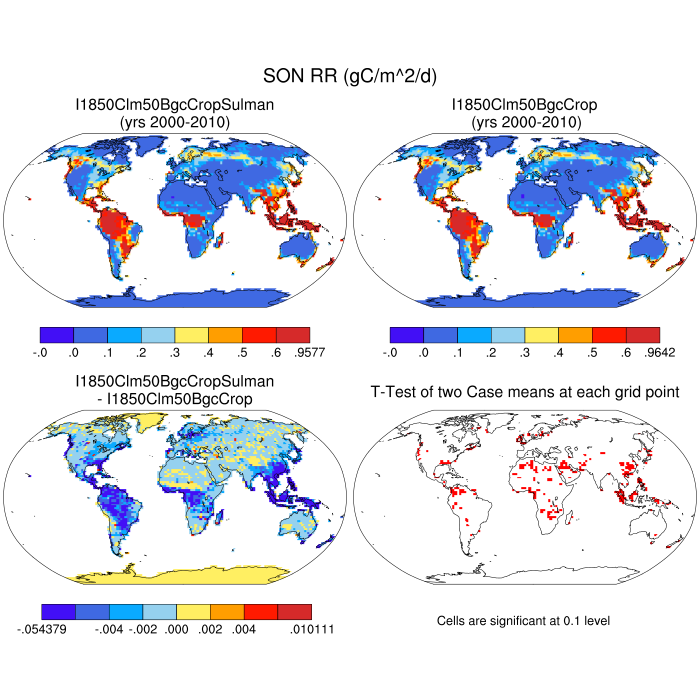 SON RR (gC/m^2/d)
I1850Clm50BgcCropSulman
(yrs 2000-2010)
I1850Clm50BgcCrop
(yrs 2000-2010)
-.0 .0 .1 .2 .3 .4 .5 .6 .9577
-.0 .0 .1 .2 .3 .4 .5 .6 .9642
I1850Clm50BgcCropSulman
- I1850Clm50BgcCrop
T-Test of two Case means at each grid point
-.054379 -.004 -.002 .000 .002 .004 .010111
Cells are significant at 0.1 level